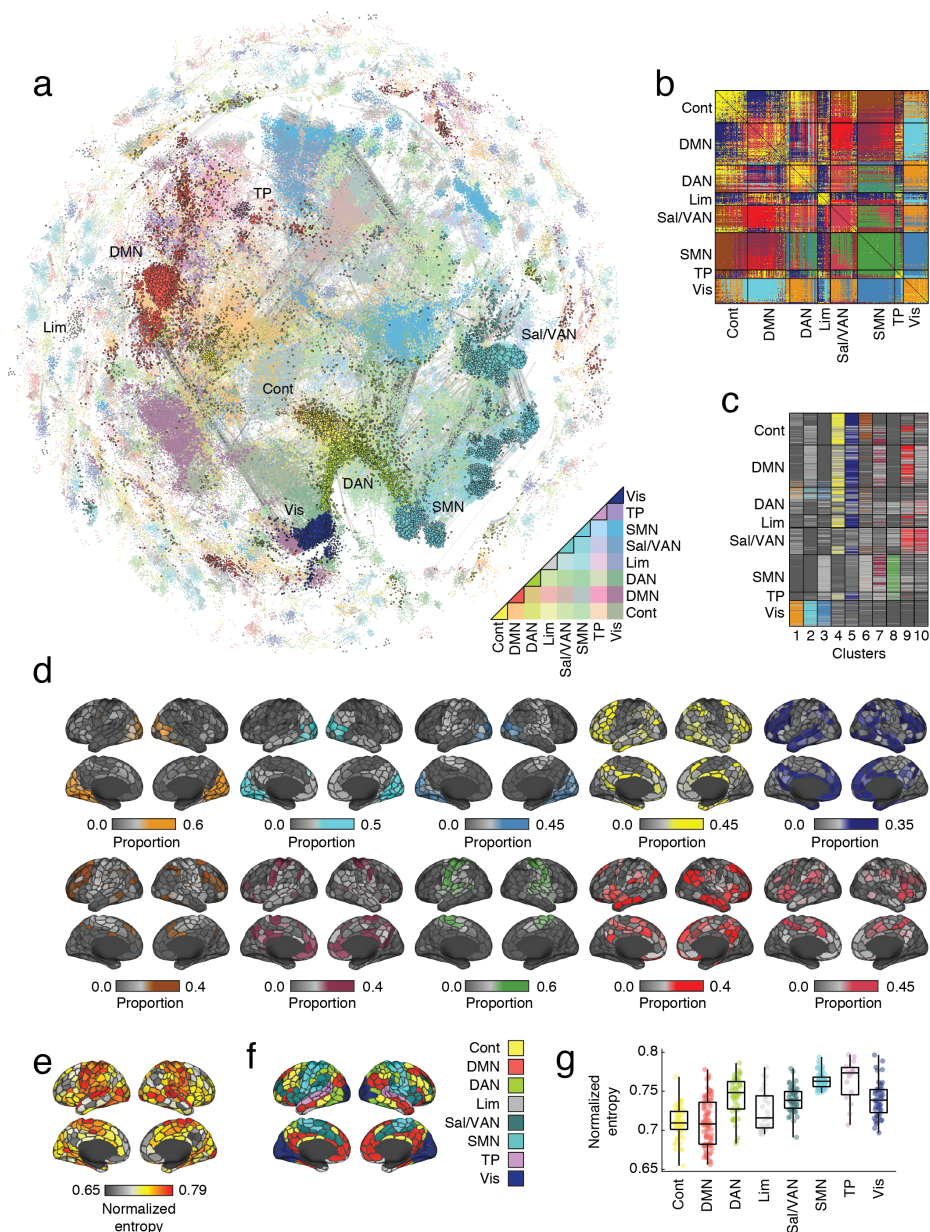 a
TP
DMN
Lim
Sal/VAN
Cont
DAN
SMN
Vis
Vis
TP
SMN
Sal/VAN
Lim
DAN
DMN
Cont
Cont
DMN
DAN
Lim
Sal/VAN
SMN
TP
Vis
b
Cont
DMN
DAN
Lim
Sal/VAN
SMN
TP
Vis
Cont
DMN
DAN
Lim
Sal/VAN
SMN
TP
Vis
c
Cont
DMN
DAN
Lim
Sal/VAN
SMN
TP
Vis
1 2 3 4 5 6 7 8 9 10
Clusters
d
0.0 0.6
Proportion
0.0 0.5
Proportion
0.0 0.45
Proportion
0.0 0.45
Proportion
0.0 0.35
Proportion
0.0 0.4
Proportion
0.0 0.4
Proportion
0.0 0.6
Proportion
0.0 0.4
Proportion
0.0 0.45
Proportion
e
0.65 0.79
Normalized
entropy
f
Cont
DMN
DAN
Lim
Sal/VAN
SMN
TP
Vis
g
Normalized
entropy
0.8
0.75
0.7
0.65
Cont
DMN
DAN
Lim
Sal/VAN
SMN
TP
Vis